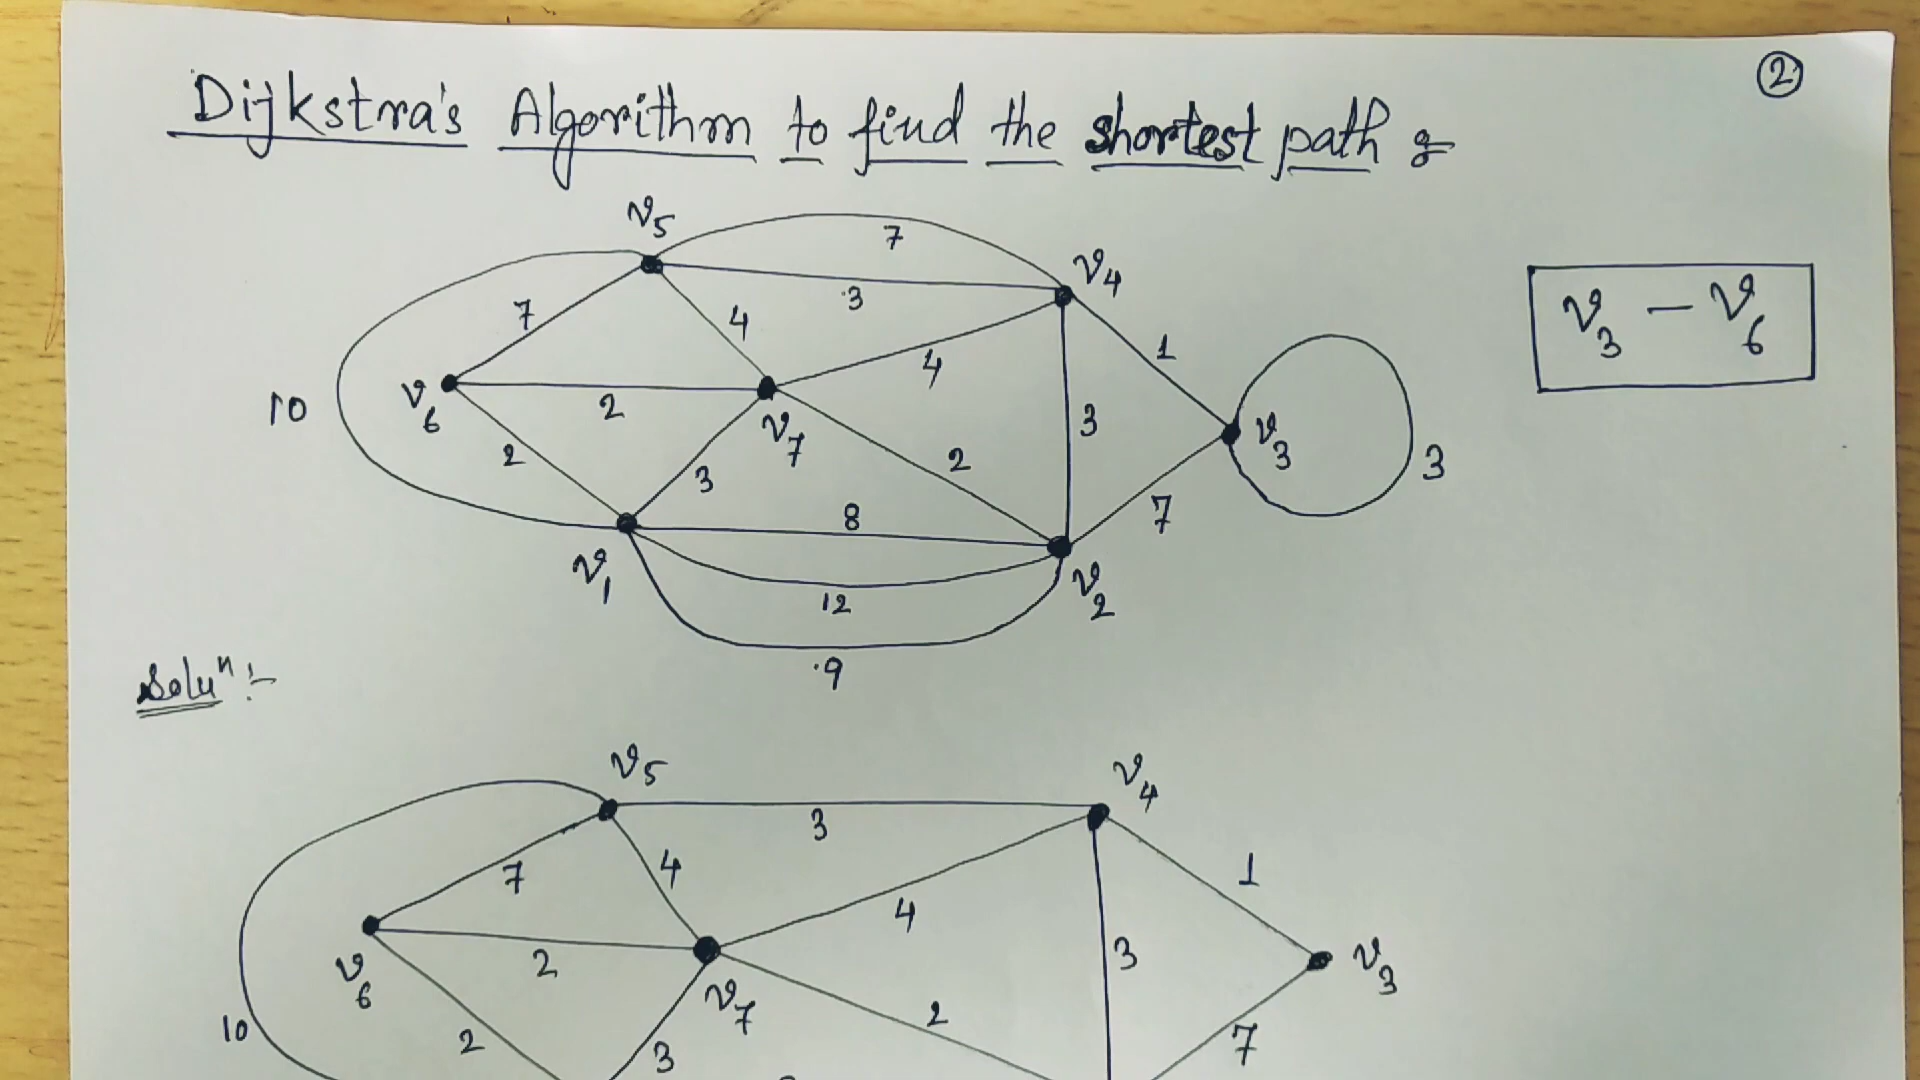 ②
Dijkstra's Algorithm to find the shortest path :-
v5
7
v4
3
7
4
1
v3 - v6
4
10
v6
2
v7
3
v3
3
2
3
2
8
7
v1
12
v2
9
Soluⁿ :-
v5
v4
3
7
4
1
4
v6
2
3
v3
v7
10
2
2
3
7